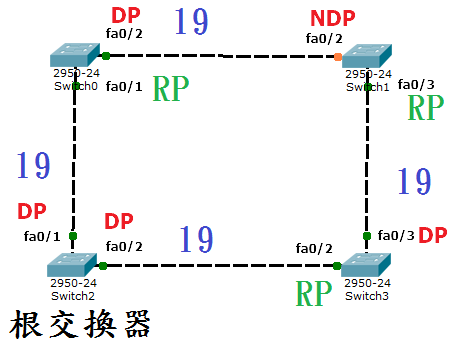 DP
19
NDP
fa0/2
fa0/2
2950-24
Switch0
fa0/1
RP
2950-24
Switch1
fa0/3
RP
19
19
DP
fa0/1
DP
fa0/2
19
fa0/2
fa0/3
DP
2950-24
Switch2
RP
2950-24
Switch3
根交換器